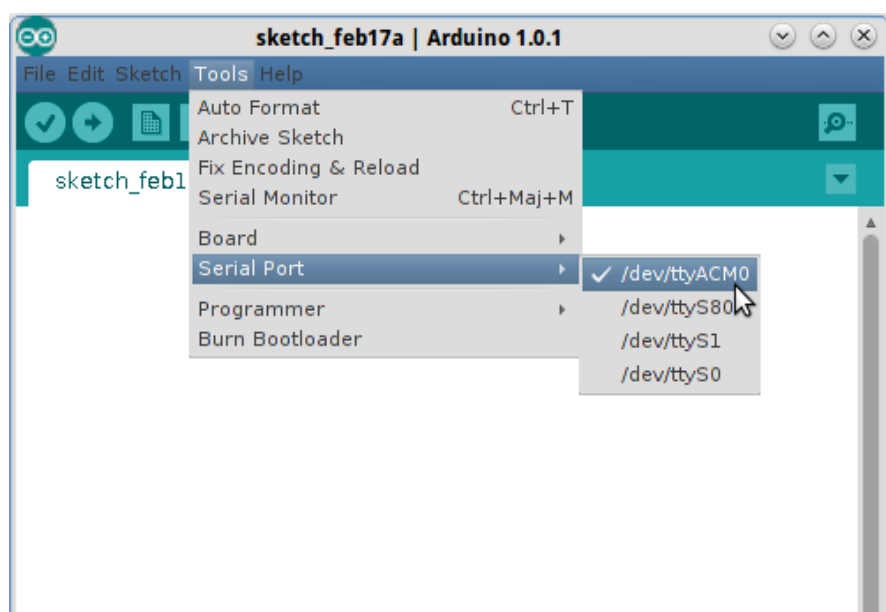 sketch_feb17a | Arduino 1.0.1
File Edit Sketch Tools Help
Auto Format Ctrl+T
Archive Sketch
Fix Encoding & Reload
sketch_feb1
Serial Monitor Ctrl+Maj+M
Board
Serial Port
/dev/ttyACM0
/dev/ttyS80
Programmer
Burn Bootloader
/dev/ttyS1
/dev/ttyS0